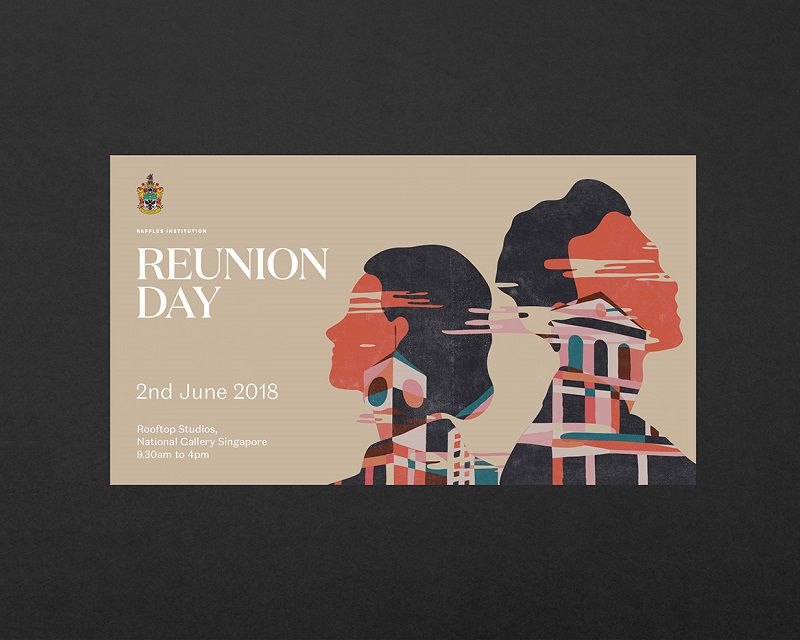 RAFFLES INSTITUTION
REUNION
DAY
2nd June 2018
Rooftop Studios,
National Gallery Singapore
9.30am to 4pm